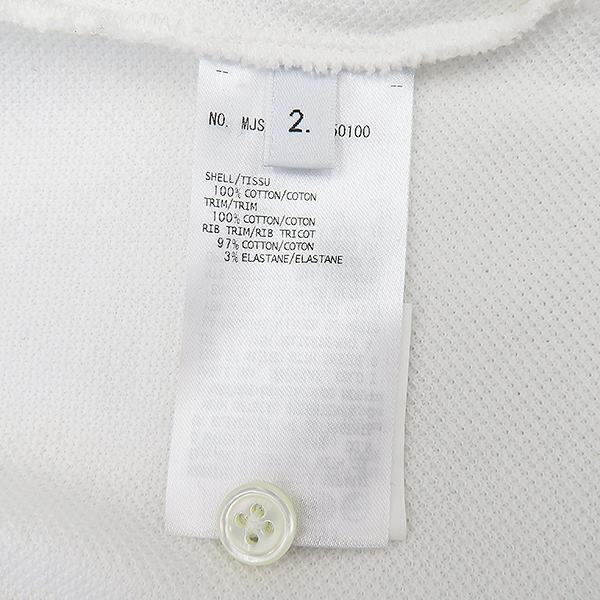 2.
NO. MJS 50100
SHELL/TISSU
100% COTTON/COTON
TRIM/TRIM
100% COTTON/COTON
RIB TRIM/RIB TRICOT
97% COTTON/COTON
3% ELASTANE/ELASTANE